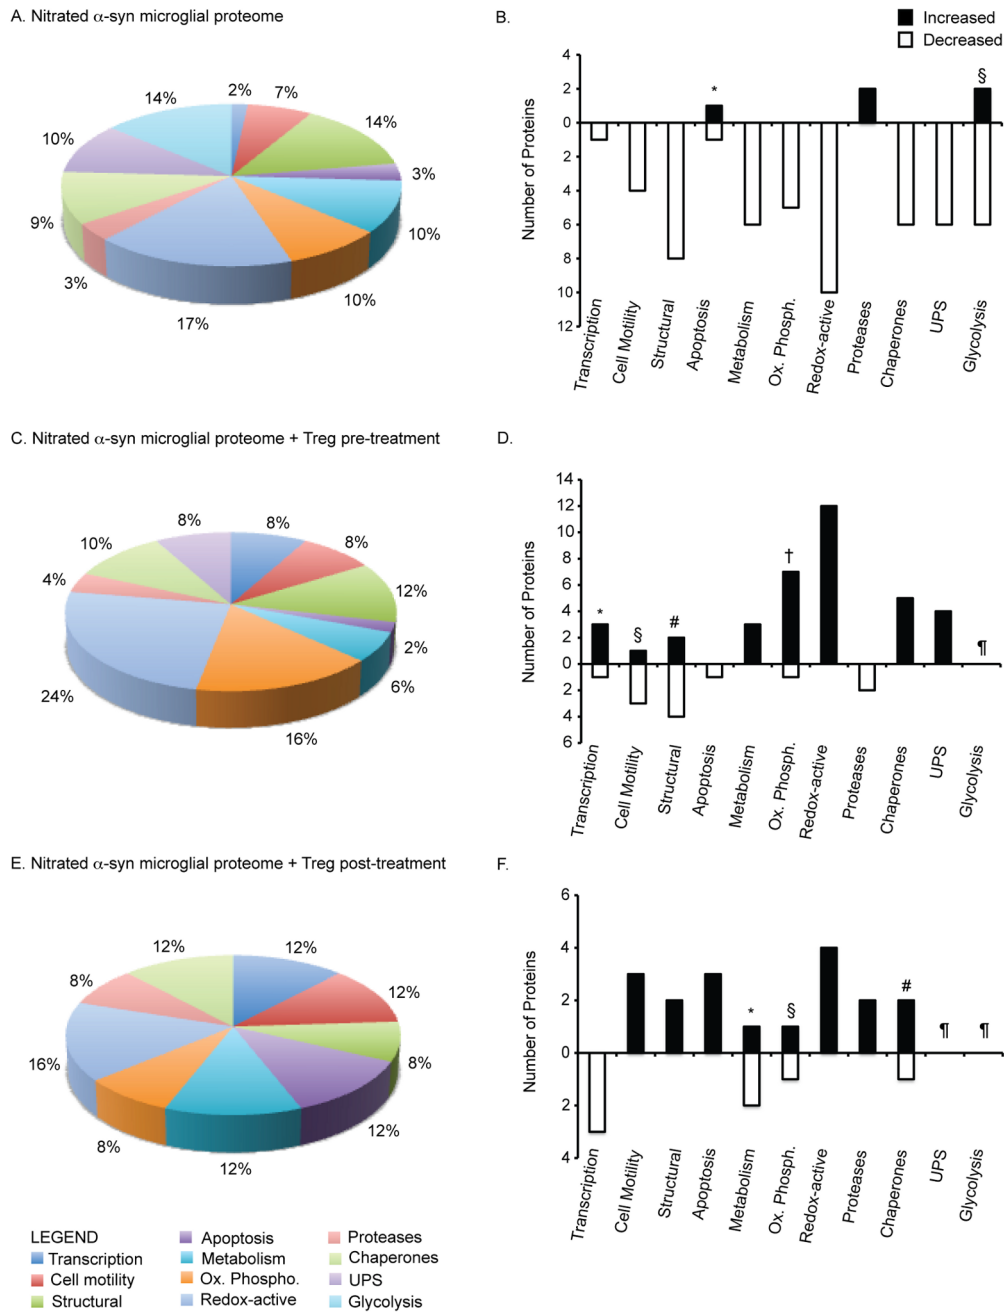 A. Nitrated α-syn microglial proteome
2%
7%
14%
3%
10%
10%
17%
3%
9%
10%
14%
B.
Increased
Decreased
Number of Proteins
4
2
0
2
4
6
8
10
12
*
§
Transcription
Cell Motility
Structural
Apoptosis
Metabolism
Ox. Phosph.
Redox-active
Proteases
Chaperones
UPS
Glycolysis
C. Nitrated α-syn microglial proteome + Treg pre-treatment
8%
8%
12%
2%
6%
16%
24%
4%
10%
8%
D.
Number of Proteins
14
12
10
8
6
4
2
0
2
4
6
*
§
#
†
¶
Transcription
Cell Motility
Structural
Apoptosis
Metabolism
Ox. Phosph.
Redox-active
Proteases
Chaperones
UPS
Glycolysis
E. Nitrated α-syn microglial proteome + Treg post-treatment
12%
12%
8%
12%
12%
8%
16%
8%
12%
F.
Number of Proteins
6
4
2
0
2
4
*
§
#
¶
¶
Transcription
Cell Motility
Structural
Apoptosis
Metabolism
Ox. Phosph.
Redox-active
Proteases
Chaperones
UPS
Glycolysis
LEGEND
Transcription
Cell motility
Structural
Apoptosis
Metabolism
Ox. Phospho.
Redox-active
Proteases
Chaperones
UPS
Glycolysis